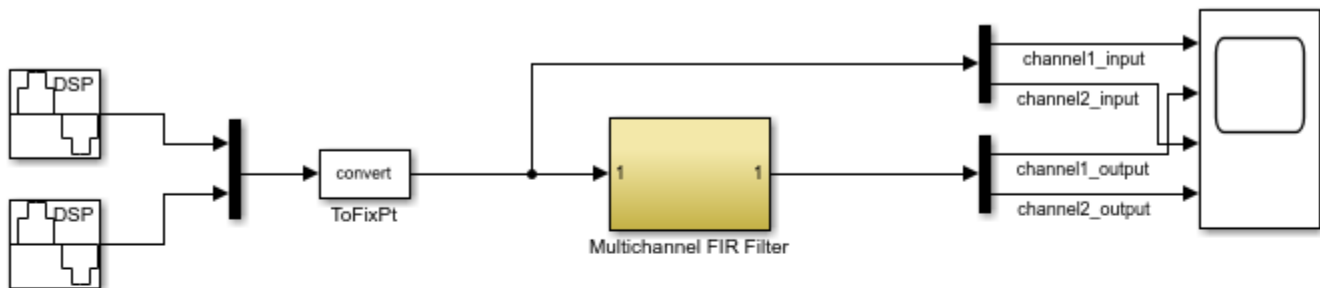 DSP
DSP
convert
ToFixPt
1
1
Multichannel FIR Filter
channel1_input
channel2_input
channel1_output
channel2_output